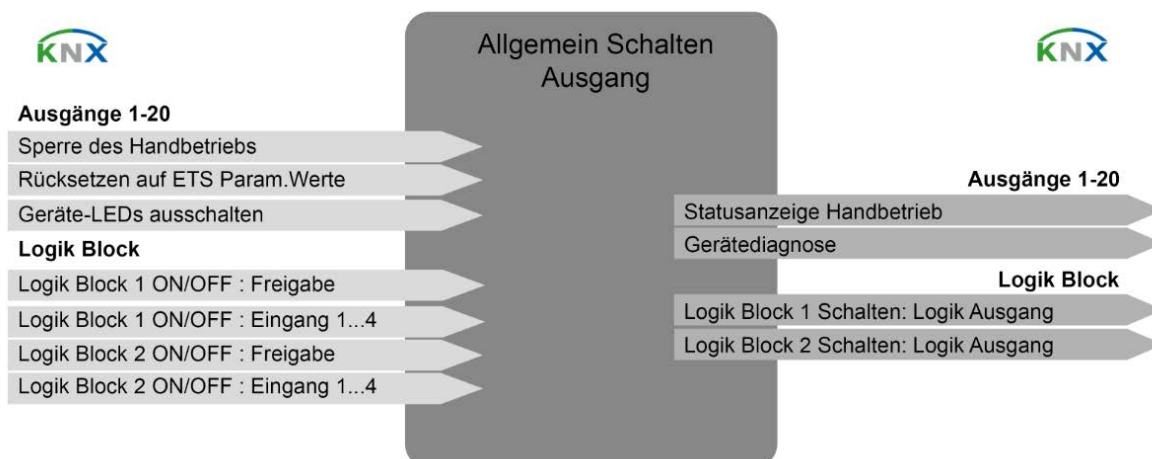 KNX
Allgemein Schalten
Ausgang
KNX
Ausgänge 1-20
Sperre des Handbetriebs
Rücksetzen auf ETS Param.Werte
Geräte-LEDs ausschalten
Logik Block
Logik Block 1 ON/OFF : Freigabe
Logik Block 1 ON/OFF : Eingang 1...4
Logik Block 2 ON/OFF : Freigabe
Logik Block 2 ON/OFF : Eingang 1...4
Ausgänge 1-20
Statusanzeige Handbetrieb
Gerätediagnose
Logik Block
Logik Block 1 Schalten: Logik Ausgang
Logik Block 2 Schalten: Logik Ausgang